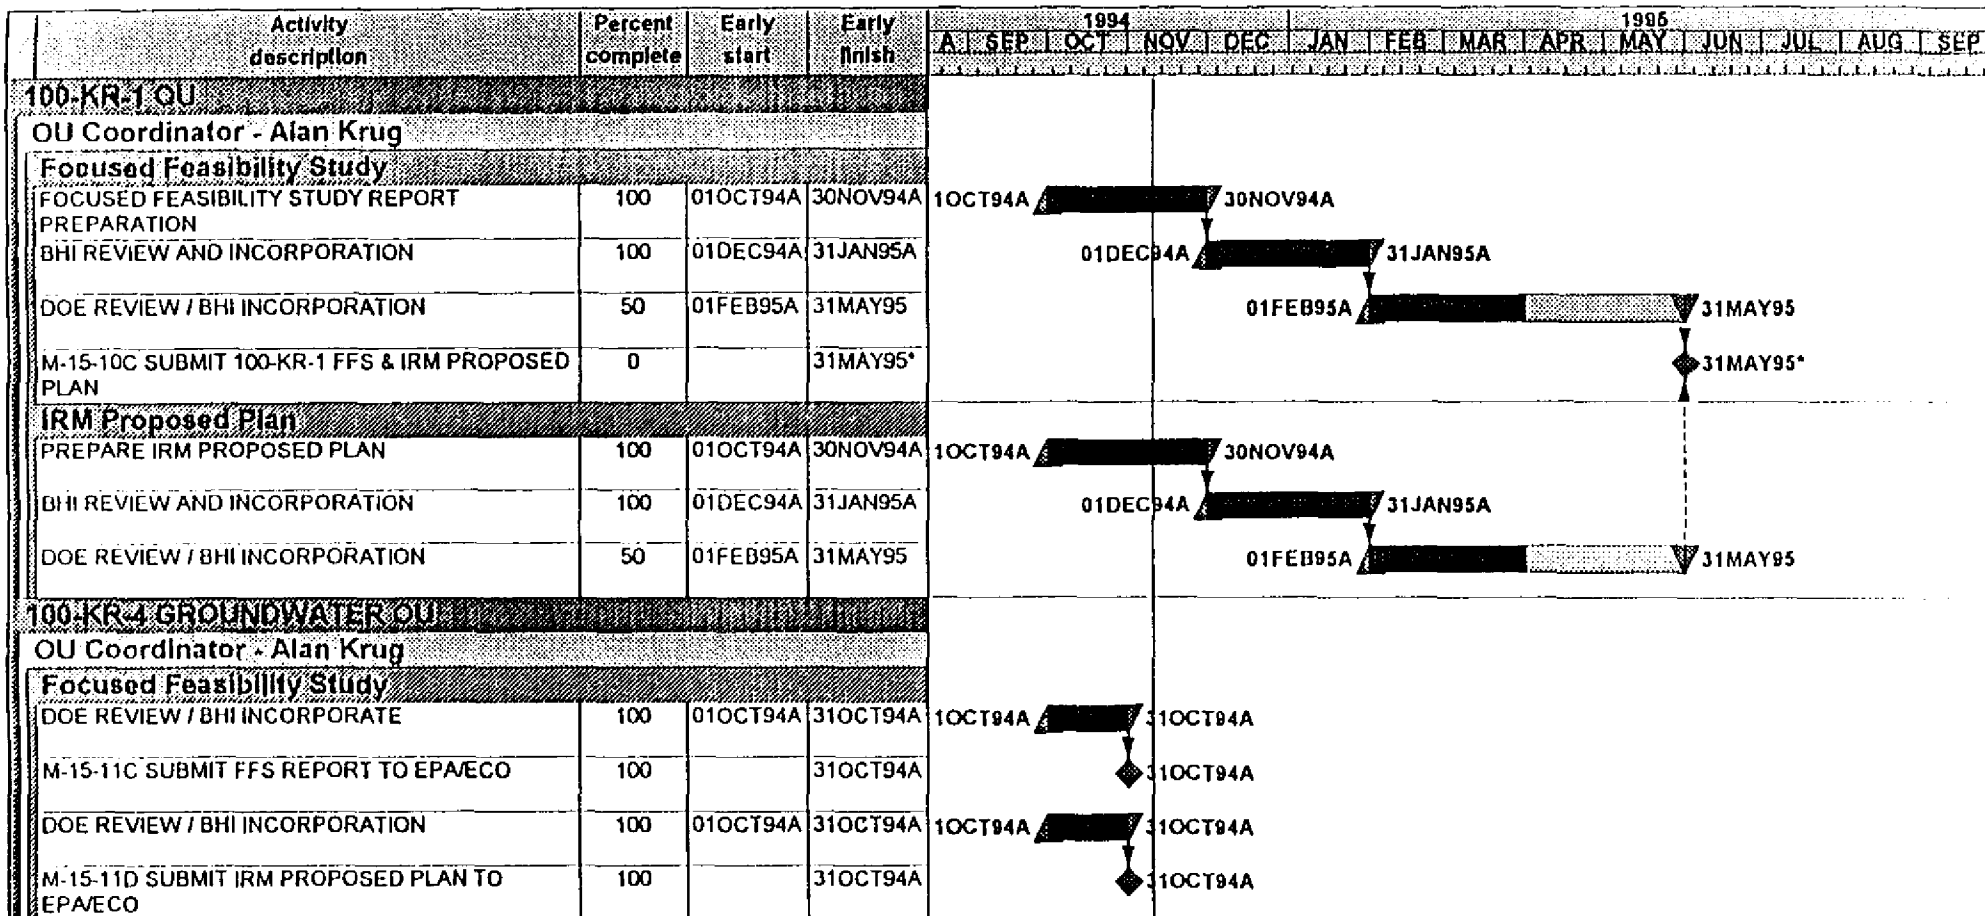 Activity description Percent complete Early start Early finish
1994 1995
A SEP OCT NOV DEC JAN FEB MAR APR MAY JUN JUL AUG SEP
100-KR-1 OU
OU Coordinator - Alan Krug
Focused Feasibility Study
FOCUSED FEASIBILITY STUDY REPORT PREPARATION 100 01OCT94A 30NOV94A 1OCT94A 30NOV94A
BHI REVIEW AND INCORPORATION 100 01DEC94A 31JAN95A 01DEC94A 31JAN95A
DOE REVIEW / BHI INCORPORATION 50 01FEB95A 31MAY95 01FEB95A 31MAY95
M-15-10C SUBMIT 100-KR-1 FFS & IRM PROPOSED PLAN 0 31MAY95* 31MAY95*
IRM Proposed Plan
PREPARE IRM PROPOSED PLAN 100 01OCT94A 30NOV94A 1OCT94A 30NOV94A
BHI REVIEW AND INCORPORATION 100 01DEC94A 31JAN95A 01DEC94A 31JAN95A
DOE REVIEW / BHI INCORPORATION 50 01FEB95A 31MAY95 01FEB95A 31MAY95
100-KR-4 GROUNDWATER OU
OU Coordinator - Alan Krug
Focused Feasibility Study
DOE REVIEW / BHI INCORPORATE 100 01OCT94A 31OCT94A 1OCT94A 31OCT94A
M-15-11C SUBMIT FFS REPORT TO EPA/ECO 100 31OCT94A 31OCT94A
DOE REVIEW / BHI INCORPORATION 100 01OCT94A 31OCT94A 1OCT94A 31OCT94A
M-15-11D SUBMIT IRM PROPOSED PLAN TO EPA/ECO 100 31OCT94A 31OCT94A